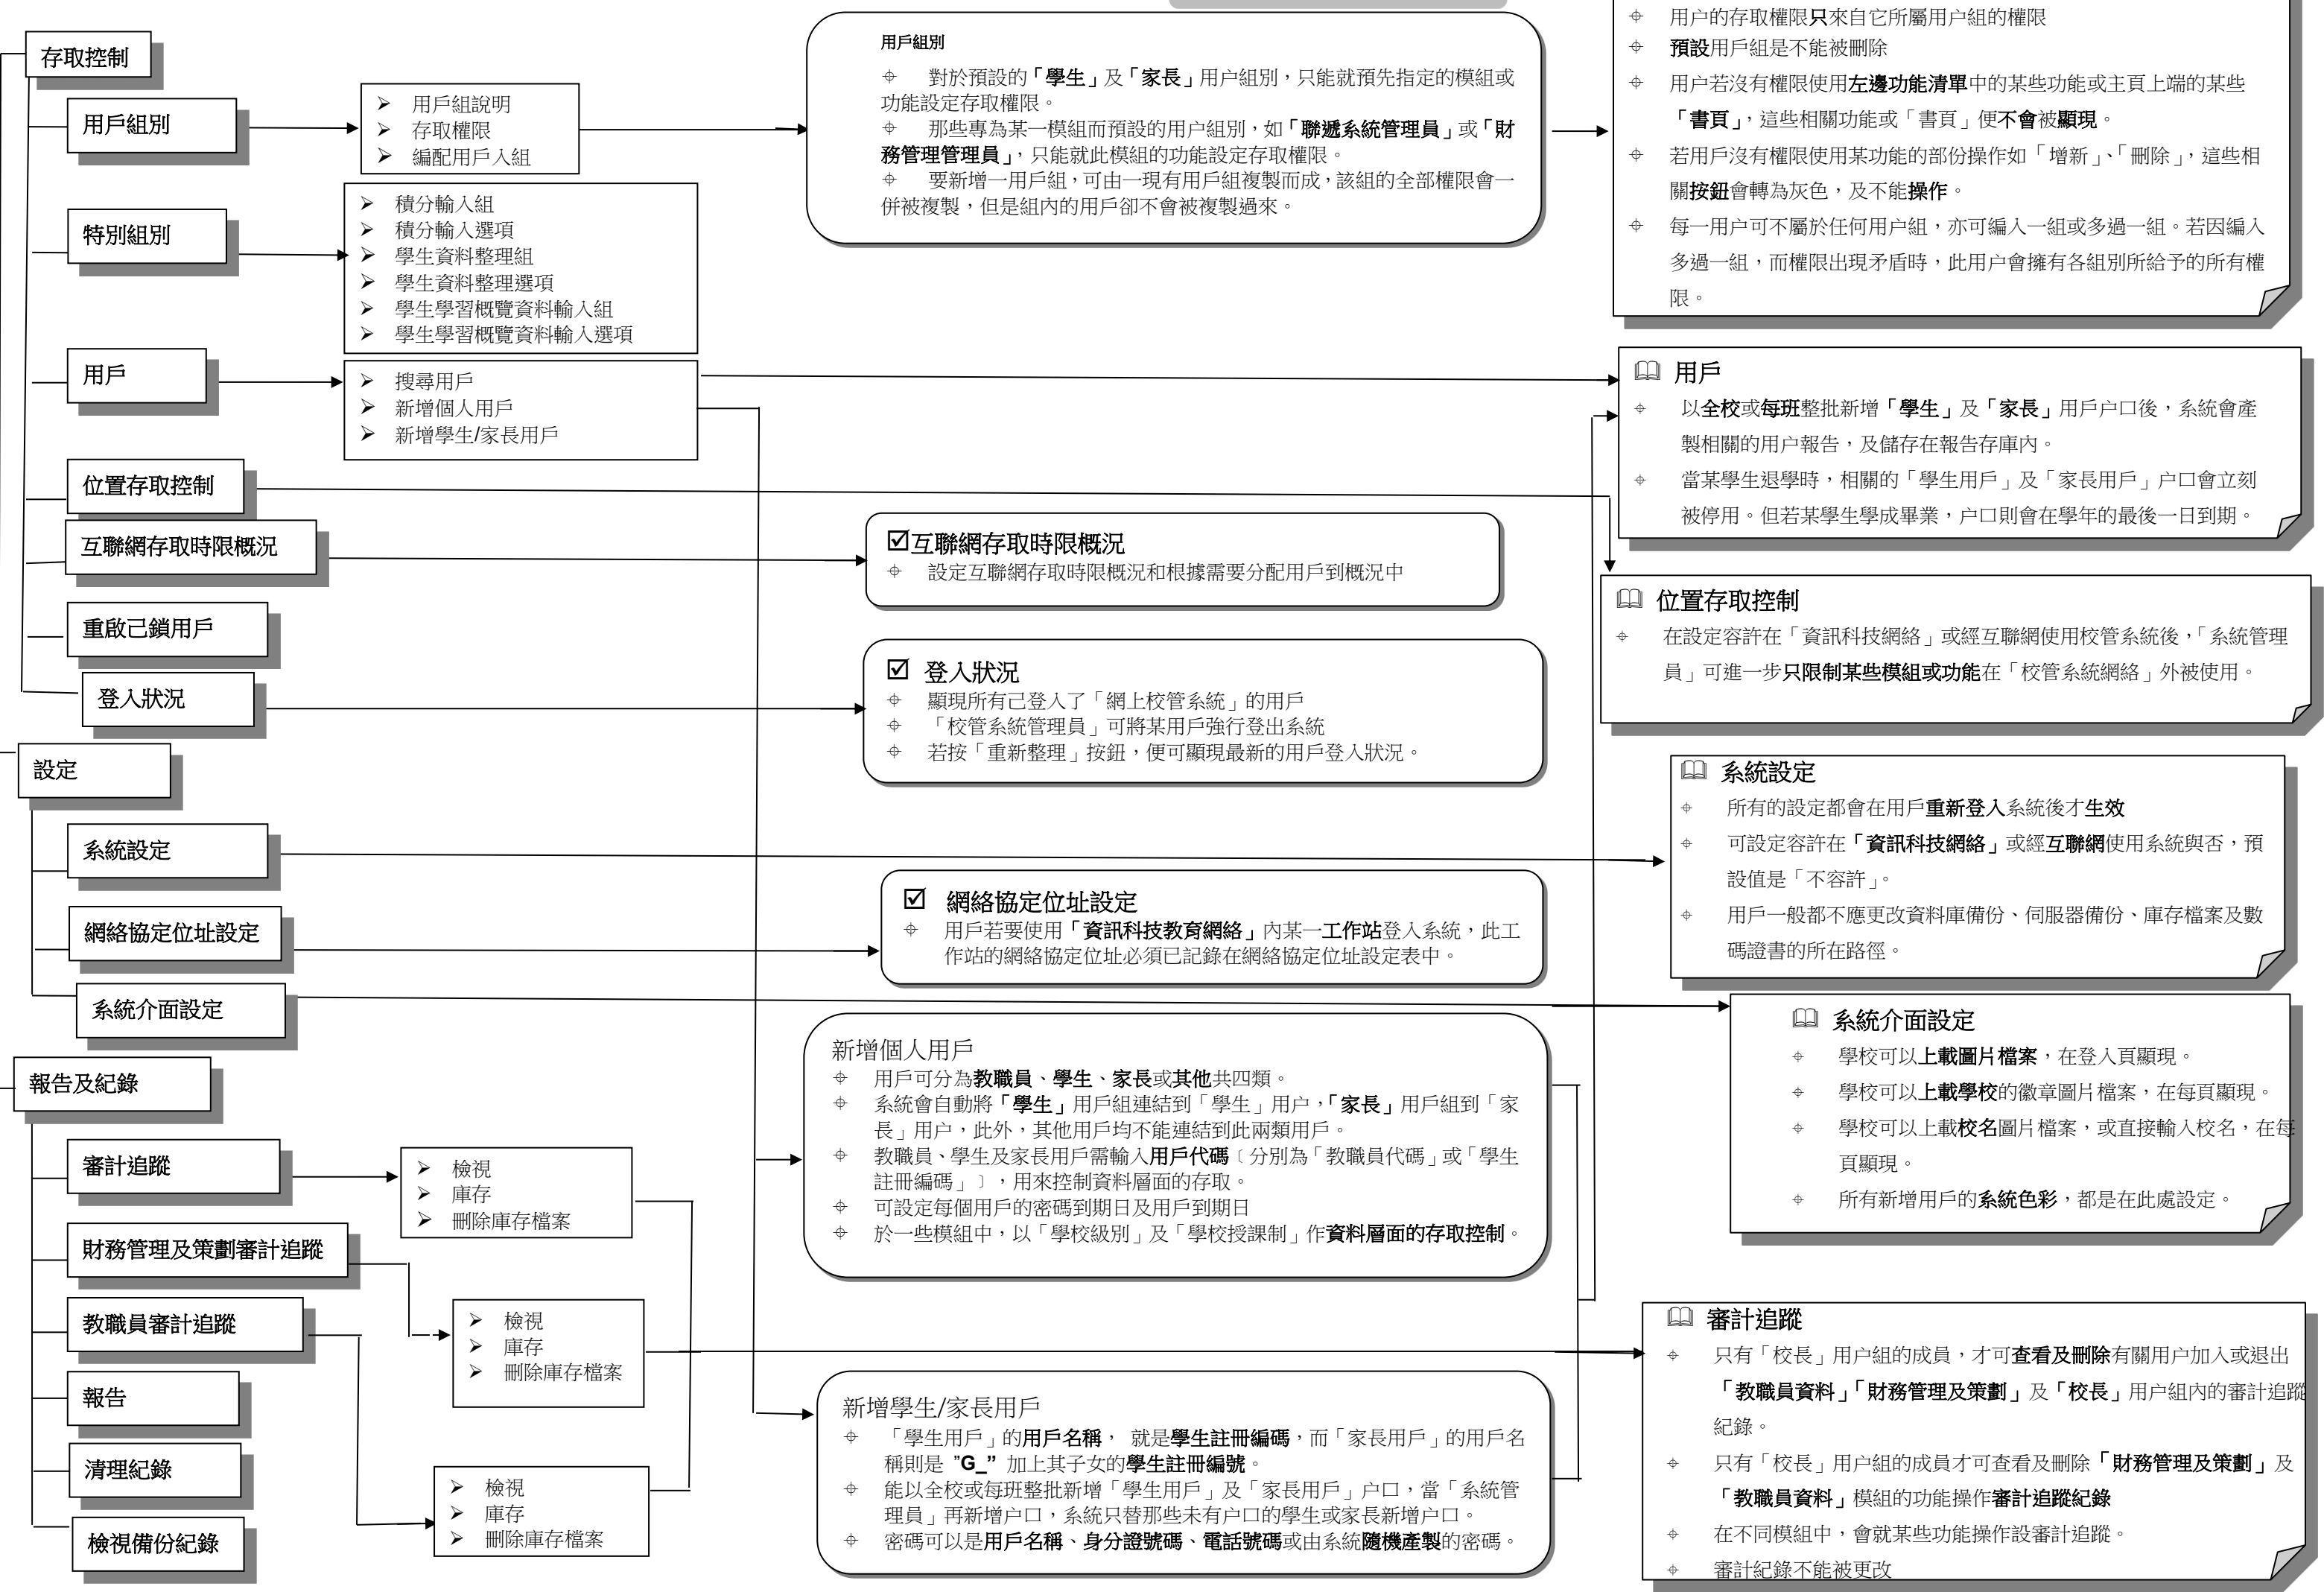 存取控制
用戶組別
➢ 用戶組說明
➢ 存取權限
➢ 編配用戶入組
特別組別
➢ 積分輸入組
➢ 積分輸入選項
➢ 學生資料整理組
➢ 學生資料整理選項
➢ 學生學習概覽資料輸入組
➢ 學生學習概覽資料輸入選項
用戶
➢ 搜尋用戶
➢ 新增個人用戶
➢ 新增學生/家長用戶
位置存取控制
互聯網存取時限概況
重啟已鎖用戶
登入狀況
設定
系統設定
網絡協定位址設定
系統介面設定
報告及紀錄
審計追蹤
➢ 檢視
➢ 庫存
➢ 刪除庫存檔案
財務管理及策劃審計追蹤
➢ 檢視
➢ 庫存
➢ 刪除庫存檔案
教職員審計追蹤
➢ 檢視
➢ 庫存
➢ 刪除庫存檔案
報告
清理紀錄
檢視備份紀錄
用戶組別
對於預設的「學生」及「家長」用户組別，只能就預先指定的模組或
功能設定存取權限。
那些專為某一模組而預設的用户組別，如「聯遞系統管理員」或「財
務管理管理員」，只能就此模組的功能設定存取權限。
要新增一用戶組，可由一現有用戶組複製而成，該組的全部權限會一
併被複製，但是組內的用戶卻不會被複製過來。
☑互聯網存取時限概況
設定互聯網存取時限概況和根據需要分配用戶到概況中
☑ 登入狀況
顯現所有己登入了「網上校管系統」的用戶
「校管系統管理員」可將某用戶強行登出系統
若按「重新整理」按鈕，便可顯現最新的用戶登入狀況。
☑ 網絡協定位址設定
用戶若要使用「資訊科技教育網絡」內某一工作站登入系統，此工
作站的網絡協定位址必須已記錄在網絡協定位址設定表中。
新增個人用戶
用戶可分為教職員、學生、家長或其他共四類。
系統會自動將「學生」用戶組連結到「學生」用户，「家長」用戶組到「家
長」用户，此外，其他用戶均不能連結到此兩類用戶。
教職員、學生及家長用戶需輸入用戶代碼﹝分別為「教職員代碼」或「學生
註冊編碼」﹞，用來控制資料層面的存取。
可設定每個用戶的密碼到期日及用戶到期日
於一些模組中，以「學校級別」及「學校授課制」作資料層面的存取控制。
新增學生/家長用戶
「學生用戶」的用戶名稱， 就是學生註冊編碼，而「家長用戶」的用戶名
稱則是 ”G_” 加上其子女的學生註冊編號。
能以全校或每班整批新增「學生用戶」及「家長用戶」户口，當「系統管
理員」再新增户口，系統只替那些未有户口的學生或家長新增户口。
密碼可以是用戶名稱、身分證號碼、電話號碼或由系統隨機產製的密碼。
用户的存取權限只來自它所屬用户組的權限
預設用戶組是不能被刪除
用户若沒有權限使用左邊功能清單中的某些功能或主頁上端的某些
「書頁」，這些相關功能或「書頁」便不會被顯現。
若用戶沒有權限使用某功能的部份操作如「增新」、「刪除」，這些相
關按鈕會轉為灰色，及不能操作。
每一用户可不屬於任何用户組，亦可編入一組或多過一組。若因編入
多過一組，而權限出現矛盾時，此用户會擁有各組別所給予的所有權
限。
用戶
以全校或每班整批新增「學生」及「家長」用戶户口後，系統會產
製相關的用户報告，及儲存在報告存庫內。
當某學生退學時，相關的「學生用戶」及「家長用戶」户口會立刻
被停用。但若某學生學成畢業，户口則會在學年的最後一日到期。
位置存取控制
在設定容許在「資訊科技網絡」或經互聯網使用校管系統後，「系統管理
員」可進一步只限制某些模組或功能在「校管系統網絡」外被使用。
系統設定
所有的設定都會在用戶重新登入系統後才生效
可設定容許在「資訊科技網絡」或經互聯網使用系統與否，預
設值是「不容許」。
用戶一般都不應更改資料庫備份、伺服器備份、庫存檔案及數
碼證書的所在路徑。
系統介面設定
學校可以上載圖片檔案，在登入頁顯現。
學校可以上載學校的徽章圖片檔案，在每頁顯現。
學校可以上載校名圖片檔案，或直接輸入校名，在每
頁顯現。
所有新增用戶的系統色彩，都是在此處設定。
審計追蹤
只有「校長」用戶組的成員，才可查看及刪除有關用户加入或退出
「教職員資料」「財務管理及策劃」及「校長」用戶組內的審計追蹤
紀錄。
只有「校長」用户組的成員才可查看及刪除「財務管理及策劃」及
「教職員資料」模組的功能操作審計追蹤紀錄
在不同模組中，會就某些功能操作設審計追蹤。
審計紀錄不能被更改